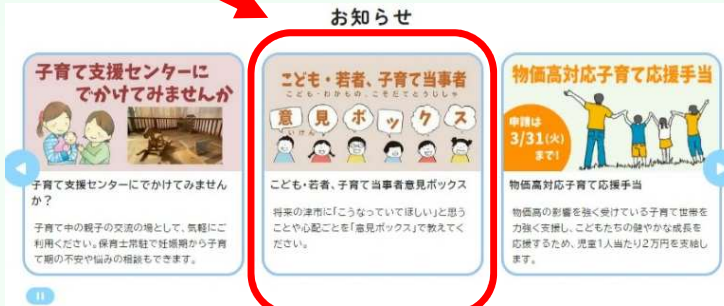 お知らせ
子育て支援センターに
でかけてみませんか
子育て支援センターにでかけてみません
か?
子育て中の親子の交流の場として、気軽にご
利用ください。保育士常駐で妊娠期から子育
て期の不安や悩みの相談もできます。
こども・若者、子育て当事者
こども・わかもの、こそだてとうじしゃ
意見ボックス
いけん
こども・若者、子育て当事者意見ボックス
将来の津市に「こうなっていてほしい」と思う
ことや心配ごとを「意見ボックス」で教えてく
ださい。
物価高対応子育て応援手当
申請は
3/31(火)
まで!
物価高対応子育て応援手当
物価高の影響を強く受けている子育て世帯を
力強く支援し、こどもたちの健やかな成長を
応援するため、児童1人当たり2万円を支給し
ます。